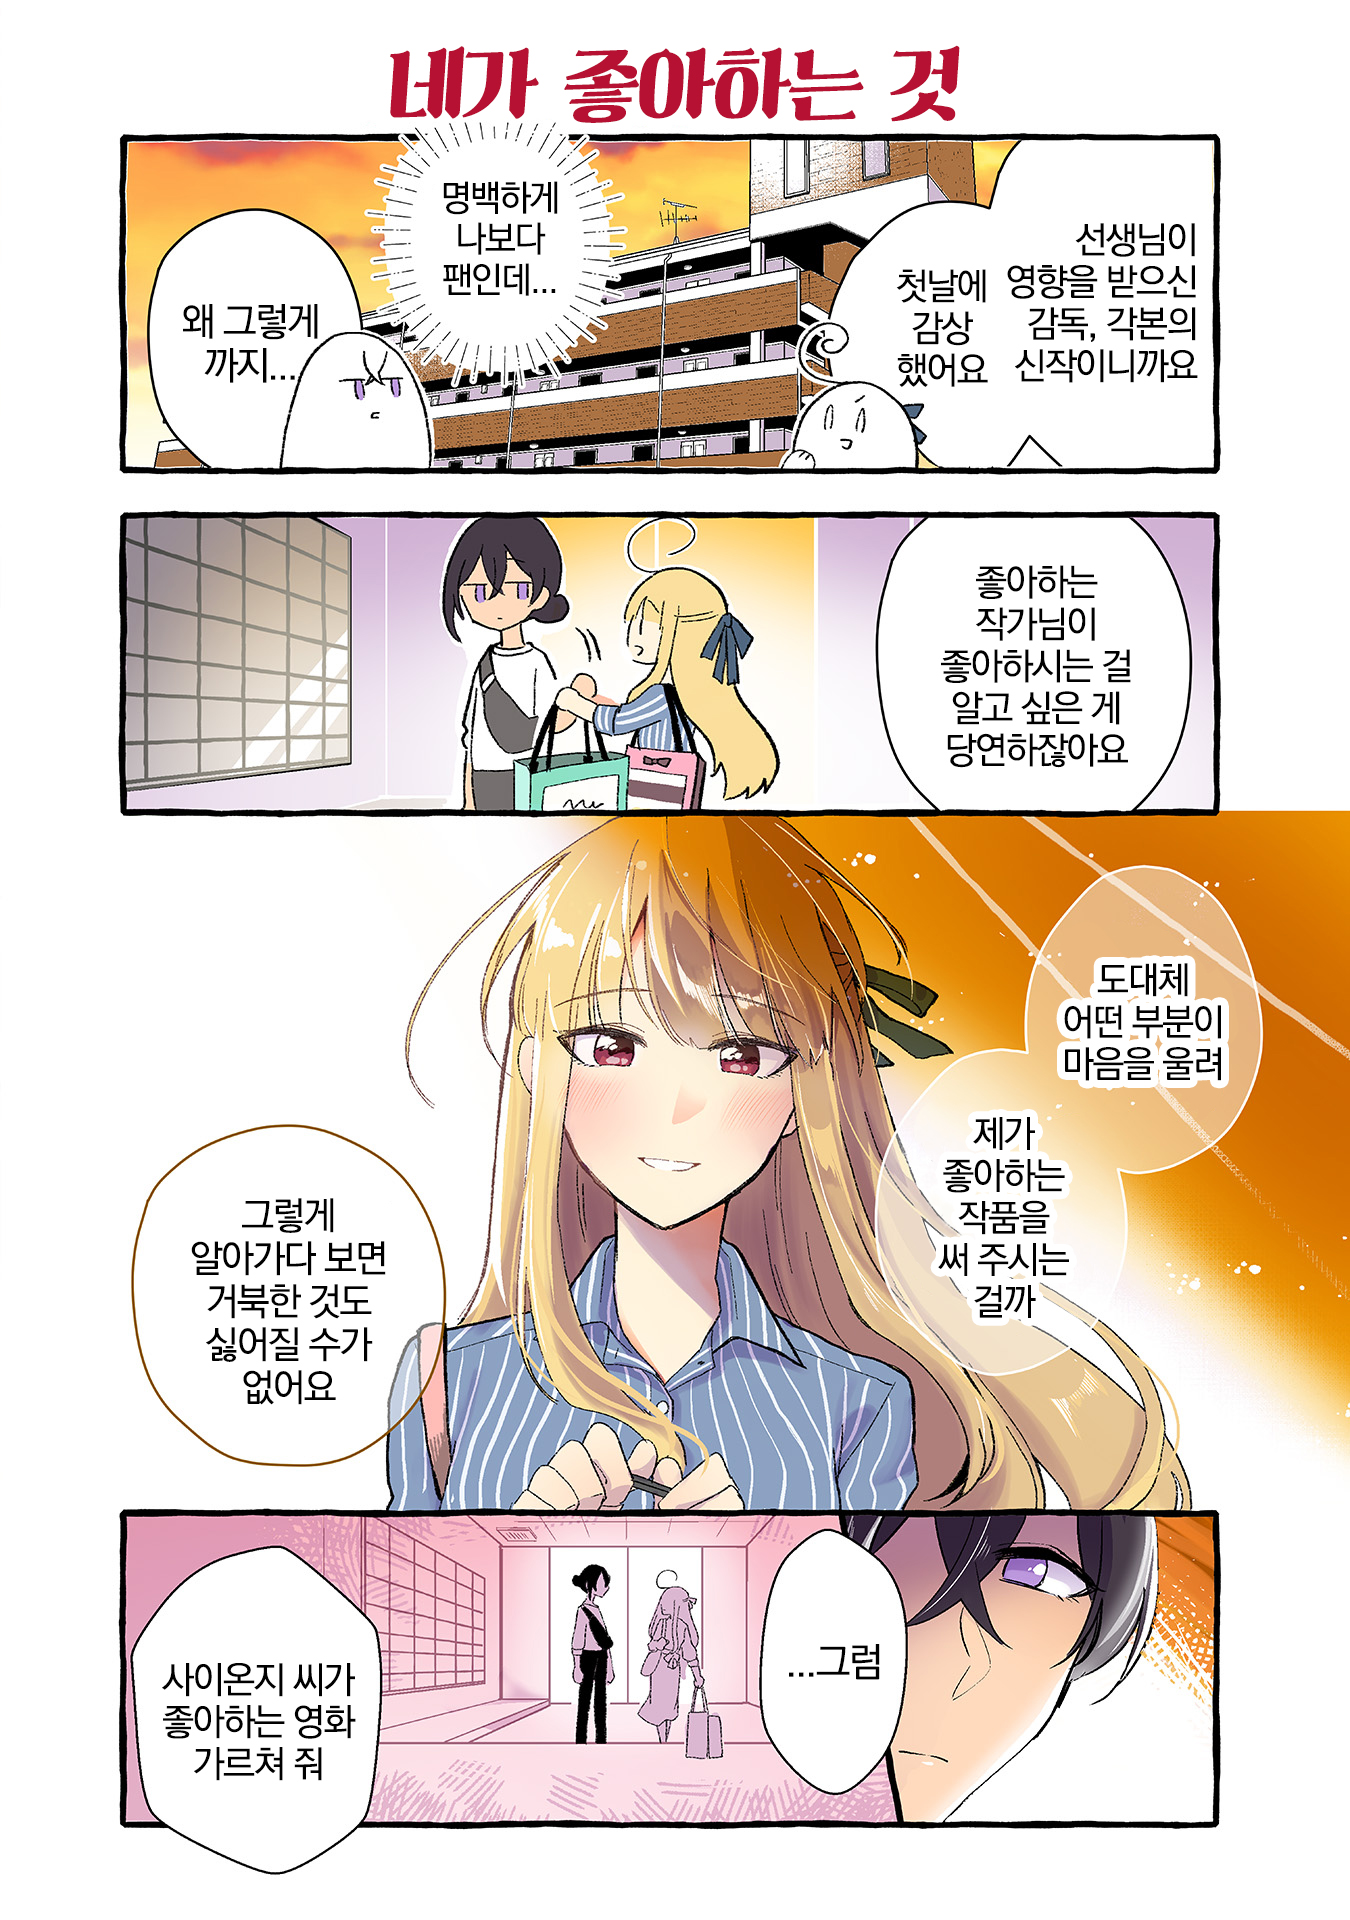 네가 좋아하는 것
선생님이
영향을 받으신
감독, 각본의
신작이니까요
첫날에
감상
했어요
명백하게
나보다
팬인데...
왜 그렇게
까지...
좋아하는
작가님이
좋아하시는 걸
알고 싶은 게
당연하잖아요
도대체
어떤 부분이
마음을 울려
제가
좋아하는
작품을
써 주시는
걸까
그렇게
알아가다 보면
거북한 것도
싫어질 수가
없어요
...그럼
사이온지 씨가
좋아하는 영화
가르쳐 줘